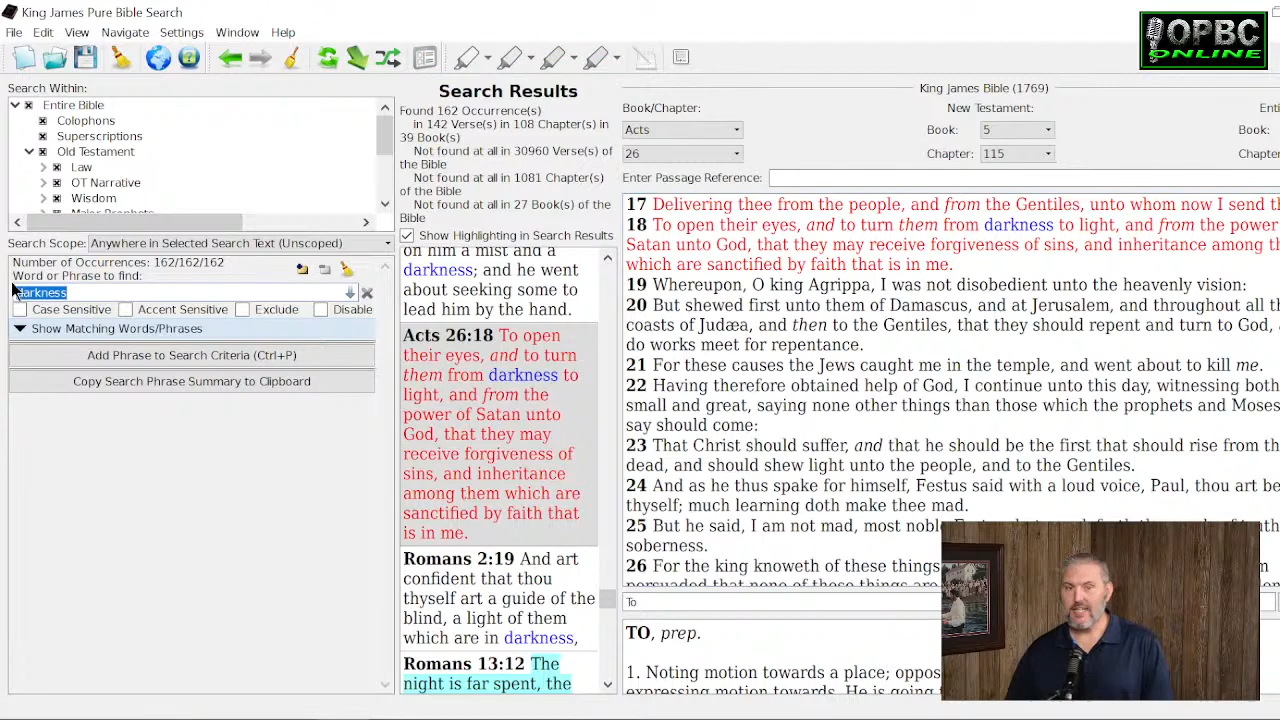 King James Pure Bible Search
OPBC
ONLINE
File Edit View Navigate Settings Window Help
Search Within:
Entire Bible
Colophons
Superscriptions
Old Testament
Law
OT Narrative
Wisdom
Major Prophets
Search Scope: Anywhere in Selected Search Text (Unscoped)
Number of Occurrences: 162/162/162
Word or Phrase to find:
darkness
Case Sensitive Accent Sensitive Exclude Disable
Show Matching Words/Phrases
Add Phrase to Search Criteria (Ctrl+P)
Copy Search Phrase Summary to Clipboard
Search Results
Found 162 Occurrence(s)
in 142 Verse(s) in 108 Chapter(s) in
39 Book(s)
Not found at all in 30960 Verse(s) of
the Bible
Not found at all in 1081 Chapter(s)
of the Bible
Not found at all in 27 Book(s) of the
Bible
Show Highlighting in Search Results
on him a mist and a
darkness; and he went
about seeking some to
lead him by the hand.
Acts 26:18 To open
their eyes, and to turn
them from darkness to
light, and from the
power of Satan unto
God, that they may
receive forgiveness of
sins, and inheritance
among them which are
sanctified by faith that
is in me.
Romans 2:19 And art
confident that thou
thyself art a guide of the
blind, a light of them
which are in darkness,
Romans 13:12 The
night is far spent, the
King James Bible (1769)
Book/Chapter: New Testament: Enti
Acts Book: 5 Book:
26 Chapter: 115 Chapte
Enter Passage Reference:
17 Delivering thee from the people, and from the Gentiles, unto whom now I send th
18 To open their eyes, and to turn them from darkness to light, and from the power
Satan unto God, that they may receive forgiveness of sins, and inheritance among th
which are sanctified by faith that is in me.
19 Whereupon, O king Agrippa, I was not disobedient unto the heavenly vision:
20 But shewed first unto them of Damascus, and at Jerusalem, and throughout all th
coasts of Judæa, and then to the Gentiles, that they should repent and turn to God, a
do works meet for repentance.
21 For these causes the Jews caught me in the temple, and went about to kill me.
22 Having therefore obtained help of God, I continue unto this day, witnessing both
small and great, saying none other things than those which the prophets and Moses
say should come:
23 That Christ should suffer, and that he should be the first that should rise from th
dead, and should shew light unto the people, and to the Gentiles.
24 And as he thus spake for himself, Festus said with a loud voice, Paul, thou art be
thyself; much learning doth make thee mad.
25 But he said, I am not mad, most nobl
soberness.
26 For the king knoweth of these things
persuaded that none of these things are
To
TO, prep.
1. Noting motion towards a place; oppos
expressing motion towards. He is going